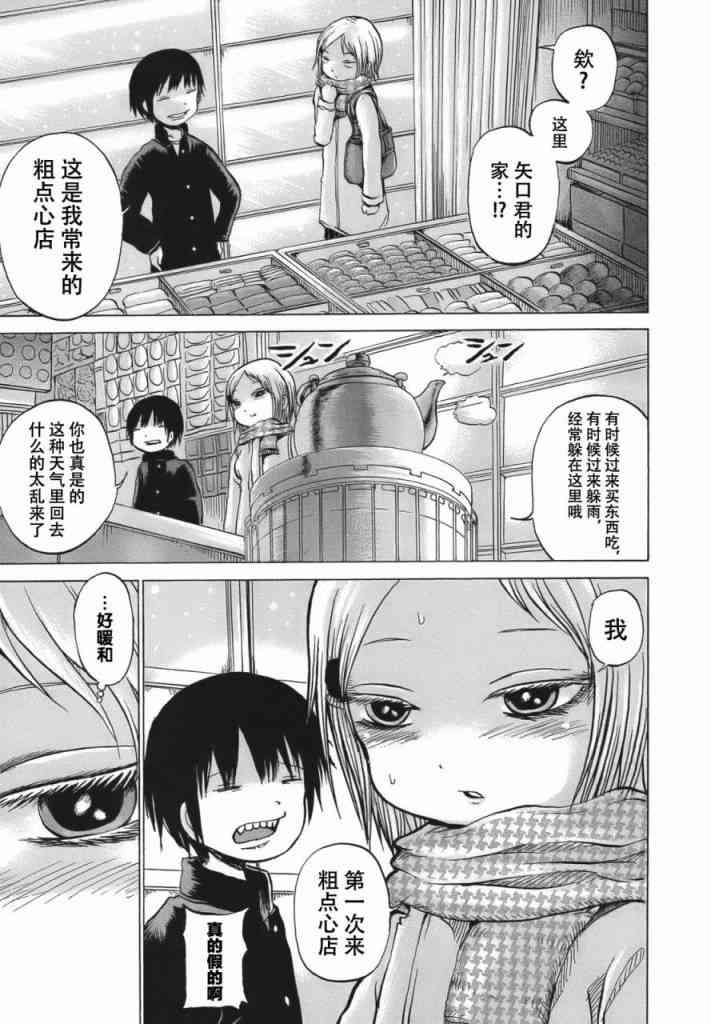 欸?
这里
矢口君的
家…!?
这是我常来的
粗点心店
シュン
シュン
有时候过来买东西吃,
有时候过来躲雨,
经常躲在这里哦
你也真是的
这种天气里回去
什么的太乱来了
我
第一次来
粗点心店
真的假的啊
…好暖和